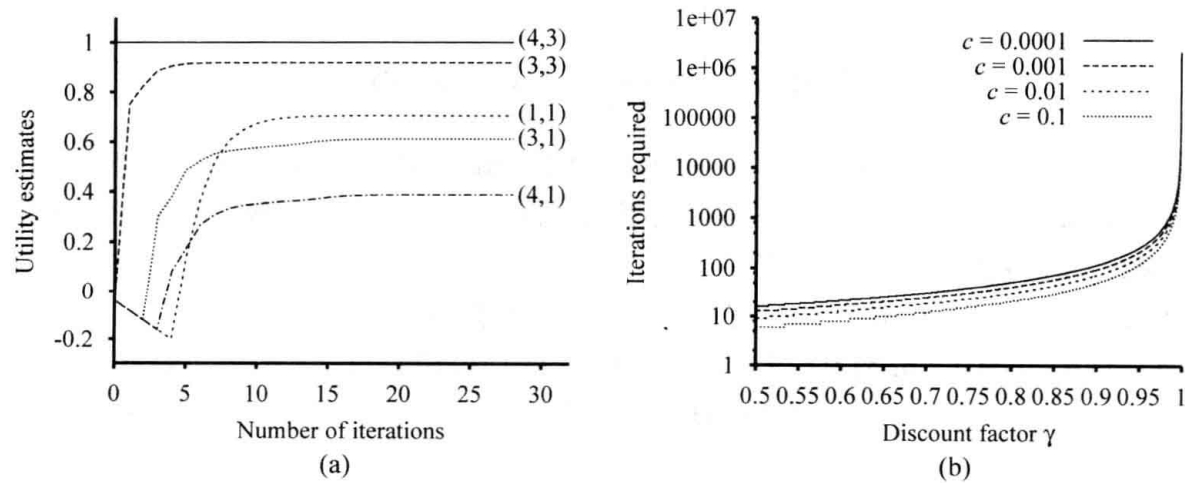 1
0.8
0.6
0.4
0.2
0
-0.2
Utility estimates
(4,3)
(3,3)
(1,1)
(3,1)
(4,1)
0 5 10 15 20 25 30
Number of iterations
(a)
1e+07
1e+06
100000
10000
1000
100
10
1
Iterations required
c = 0.0001
c = 0.001
c = 0.01
c = 0.1
0.5 0.55 0.6 0.65 0.7 0.75 0.8 0.85 0.9 0.95 1
Discount factor γ
(b)